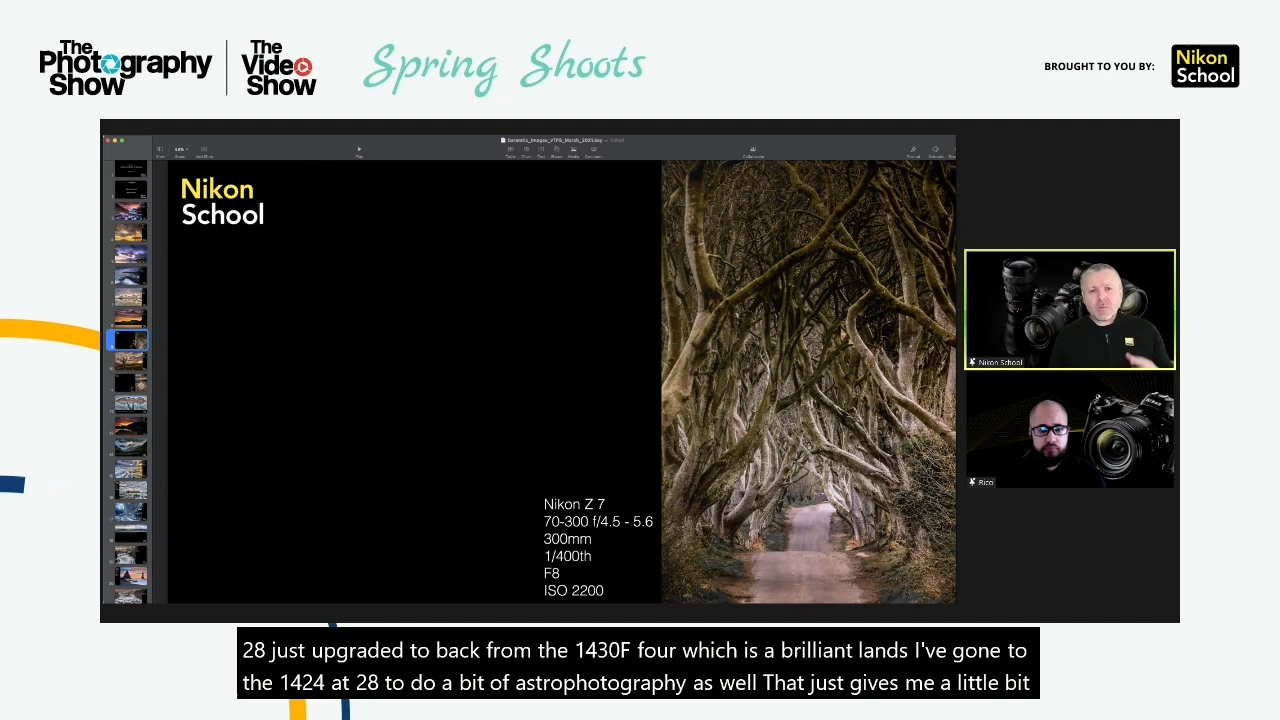 The
Photography
Show
The
Video
Show
Spring Shoots
BROUGHT TO YOU BY:
Nikon
School
Nikon
School
Nikon Z 7
70-300 f/4.5 - 5.6
300mm
1/400th
F8
ISO 2200
Nikon School
Ricci
28 just upgraded to back from the 1430F four which is a brilliant lands I've gone to
the 1424 at 28 to do a bit of astrophotography as well That just gives me a little bit